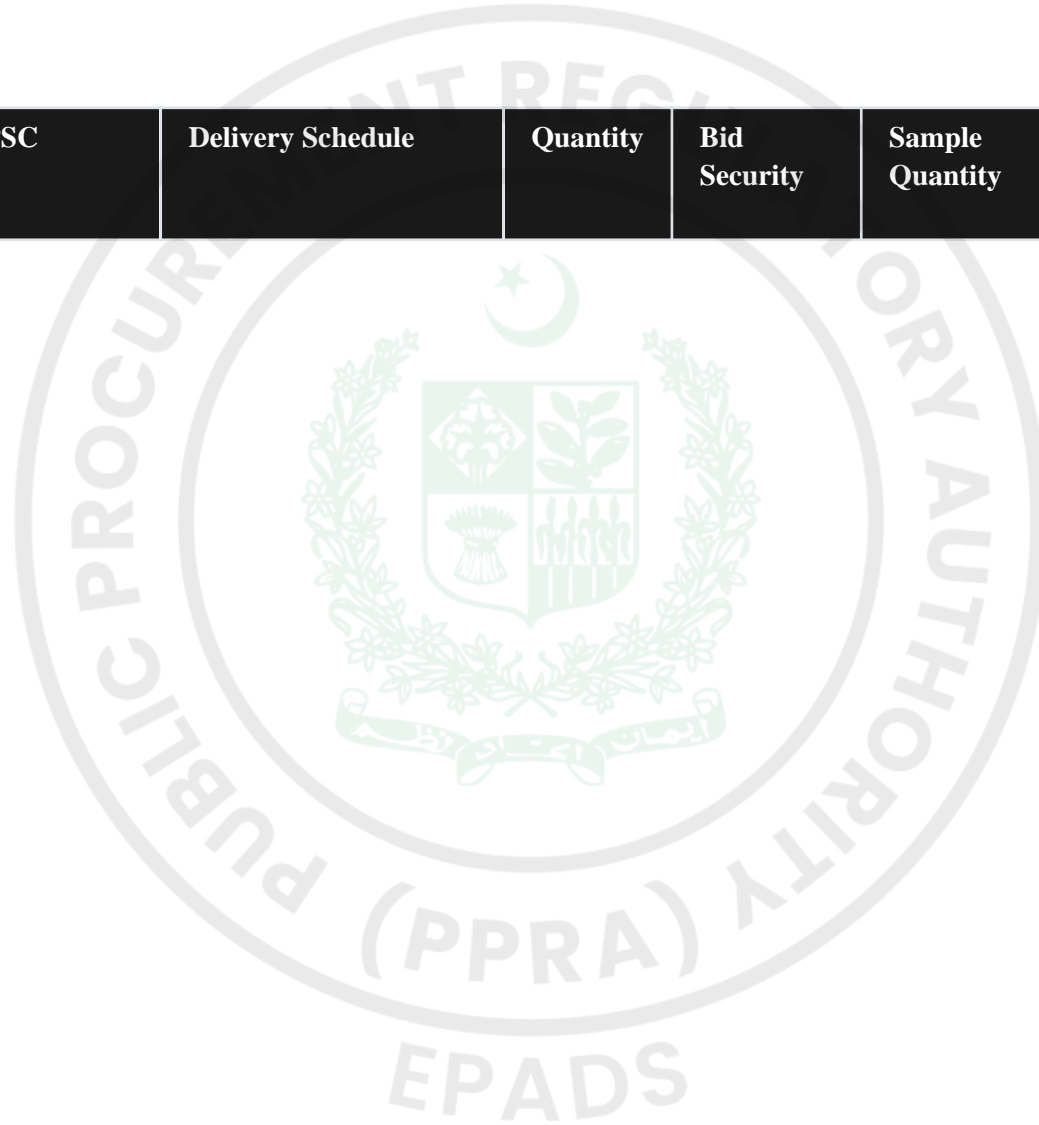 SC Delivery Schedule Quantity Bid Security Sample Quantity
PUBLIC PROCUREMENT REGULATORY AUTHORITY
(PPRA)
EPADS